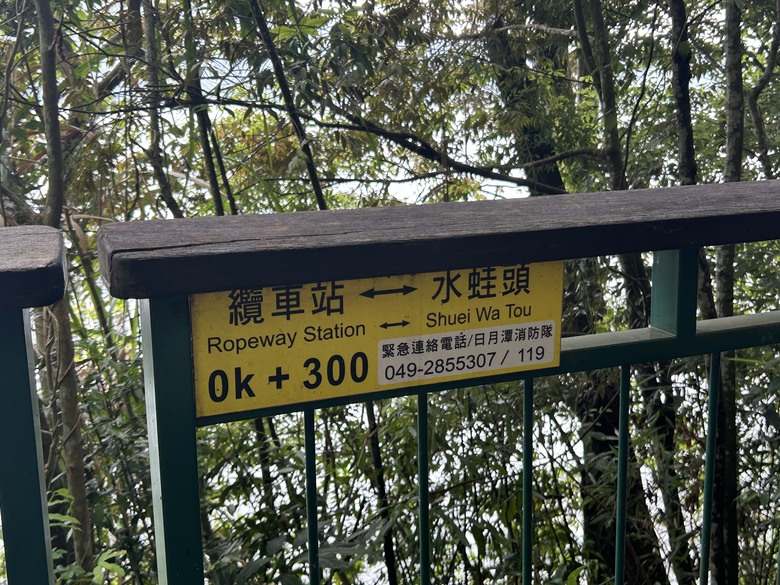 纜車站 ↔ 水蛙頭
Ropeway Station ↔ Shuei Wa Tou
0k + 300
緊急連絡電話/日月潭消防隊
049-2855307 / 119